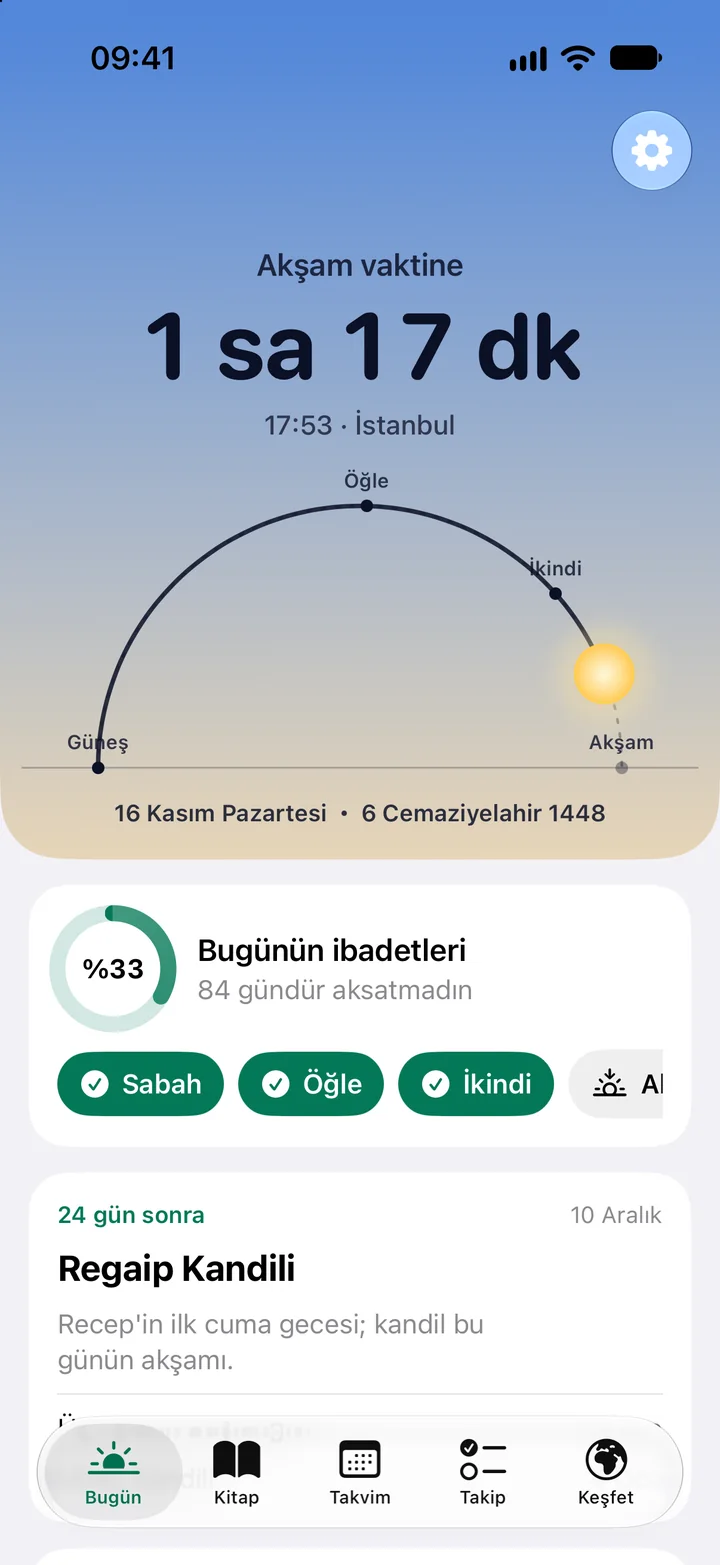 09:41
Akşam vaktine
1 sa 17 dk
17:53 · İstanbul
Öğle
İkindi
Güneş
Akşam
16 Kasım Pazartesi • 6 Cemaziyelahir 1448
%33
Bugünün ibadetleri
84 gündür aksatmadın
Sabah
Öğle
İkindi
24 gün sonra
10 Aralık
Regaip Kandili
Recep'in ilk cuma gecesi; kandil bu
günün akşamı.
Bugün
Kitap
Takvim
Takip
Keşfet